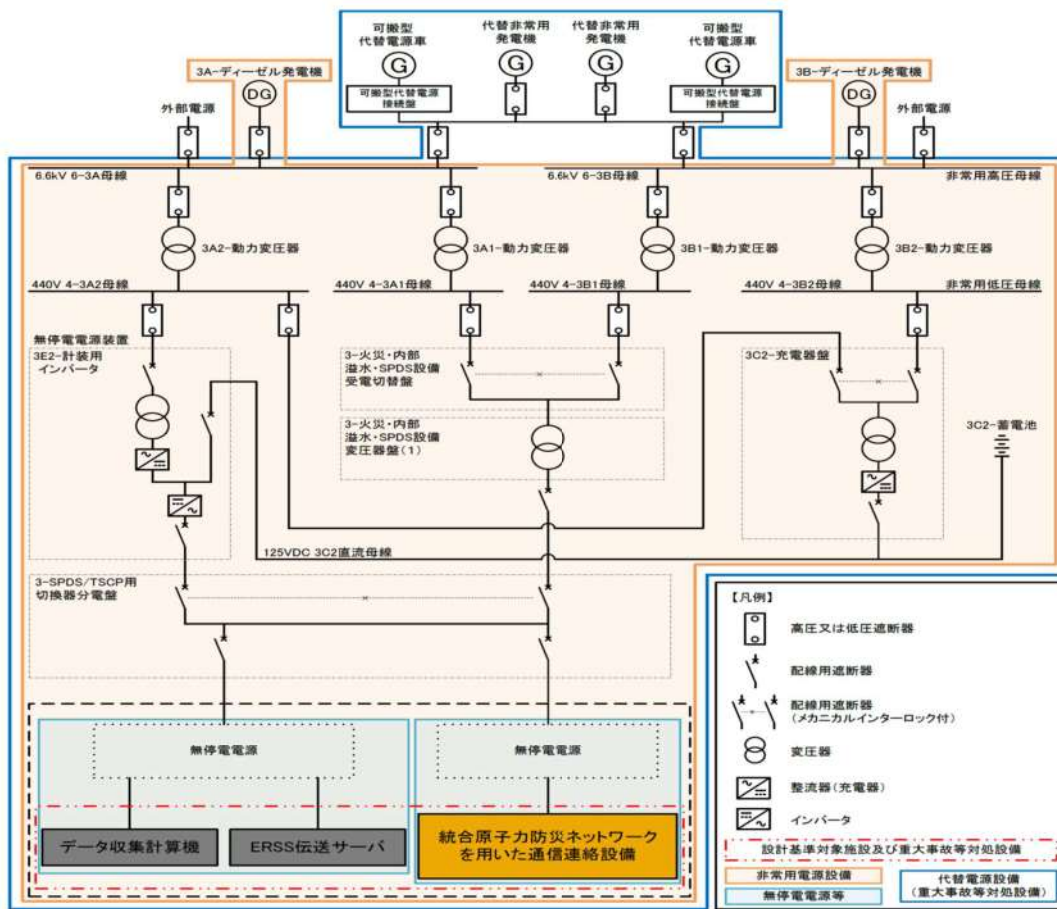 可搬型
代替電源車
代替非常用
発電機
代替非常用
発電機
可搬型
代替電源車
G
G
G
G
3A-ディーゼル発電機
3B-ディーゼル発電機
DG
DG
可搬型代替電源
接続盤
可搬型代替電源
接続盤
外部電源
外部電源
6.6kV 6-3A母線
6.6kV 6-3B母線
非常用高圧母線
3A2-動力変圧器
3A1-動力変圧器
3B1-動力変圧器
3B2-動力変圧器
440V 4-3A2母線
440V 4-3A1母線
440V 4-3B1母線
440V 4-3B2母線
非常用低圧母線
無停電電源装置
3E2-計装用
インバータ
3-火災・内部
溢水・SPDS設備
受電切替盤
3C2-充電器盤
3-火災・内部
溢水・SPDS設備
変圧器盤(1)
3C2-蓄電池
125VDC 3C2直流母線
3-SPDS/TSCP用
切換器分電盤
無停電電源
無停電電源
データ収集計算機
ERSS伝送サーバ
統合原子力防災ネットワーク
を用いた通信連絡設備
【凡例】
高圧又は低圧遮断器
配線用遮断器
配線用遮断器
(メカニカルインターロック付)
変圧器
整流器(充電器)
インバータ
設計基準対象施設及び重大事故等対処設備
非常用電源設備
無停電電源等
代替電源設備
(重大事故等対処設備)